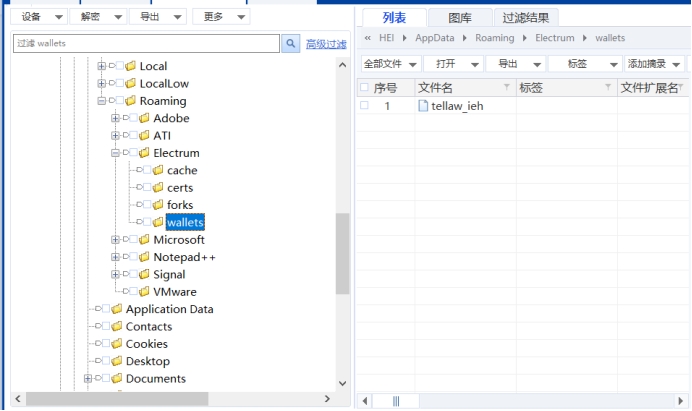 设备 解密 导出 更多
过滤 wallets 高级过滤
Local
LocalLow
Roaming
Adobe
ATI
Electrum
cache
certs
forks
wallets
Microsoft
Notepad++
Signal
VMware
Application Data
Contacts
Cookies
Desktop
Documents
列表 图库 过滤结果
« HEI AppData Roaming Electrum wallets
全部文件 打开 导出 标签 添加摘录
序号 文件名 标签 文件扩展名
1 tellaw_ieh